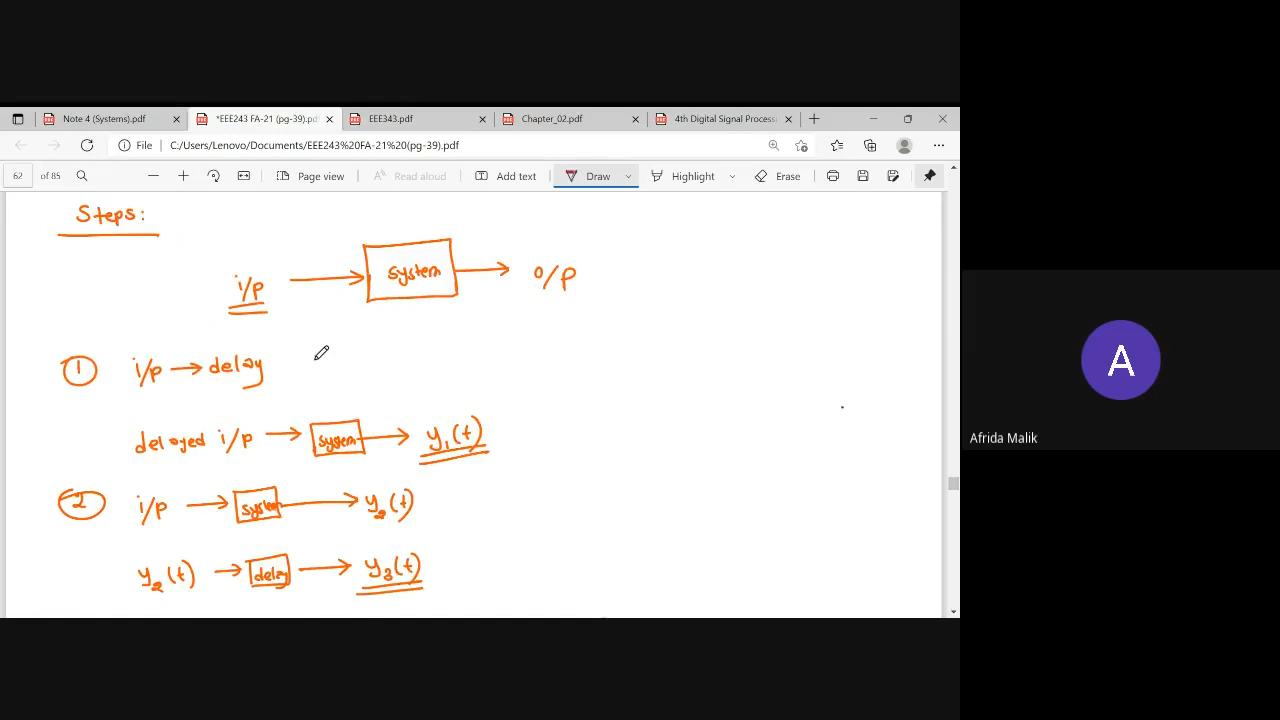 Note 4 (Systems).pdf
*EEE243 FA-21 (pg-39).pdf
EEE343.pdf
Chapter_02.pdf
4th Digital Signal Process
File C:/Users/Lenovo/Documents/EEE243%20FA-21%20(pg-39).pdf
62 of 85 Page view Read aloud Add text Draw Highlight Erase
Steps:
i/p → system → o/p
1 i/p → delay
delayed i/p → system → y₁(t)
2 i/p → system → y₂(t)
y₂(t) → delay → y₃(t)
A
Afrida Malik